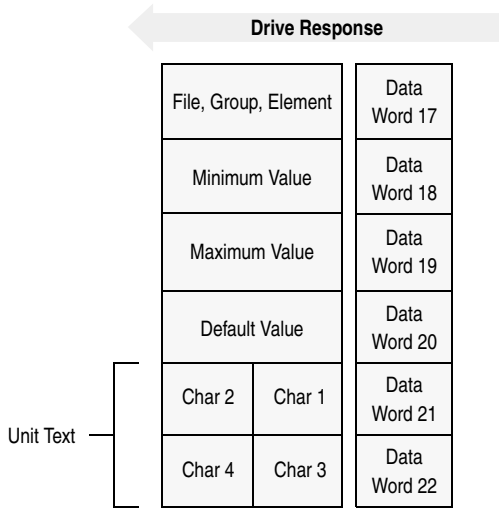 Drive Response
File, Group, Element
Data
Word 17
Minimum Value
Data
Word 18
Maximum Value
Data
Word 19
Default Value
Data
Word 20
Unit Text
Char 2
Char 1
Data
Word 21
Char 4
Char 3
Data
Word 22